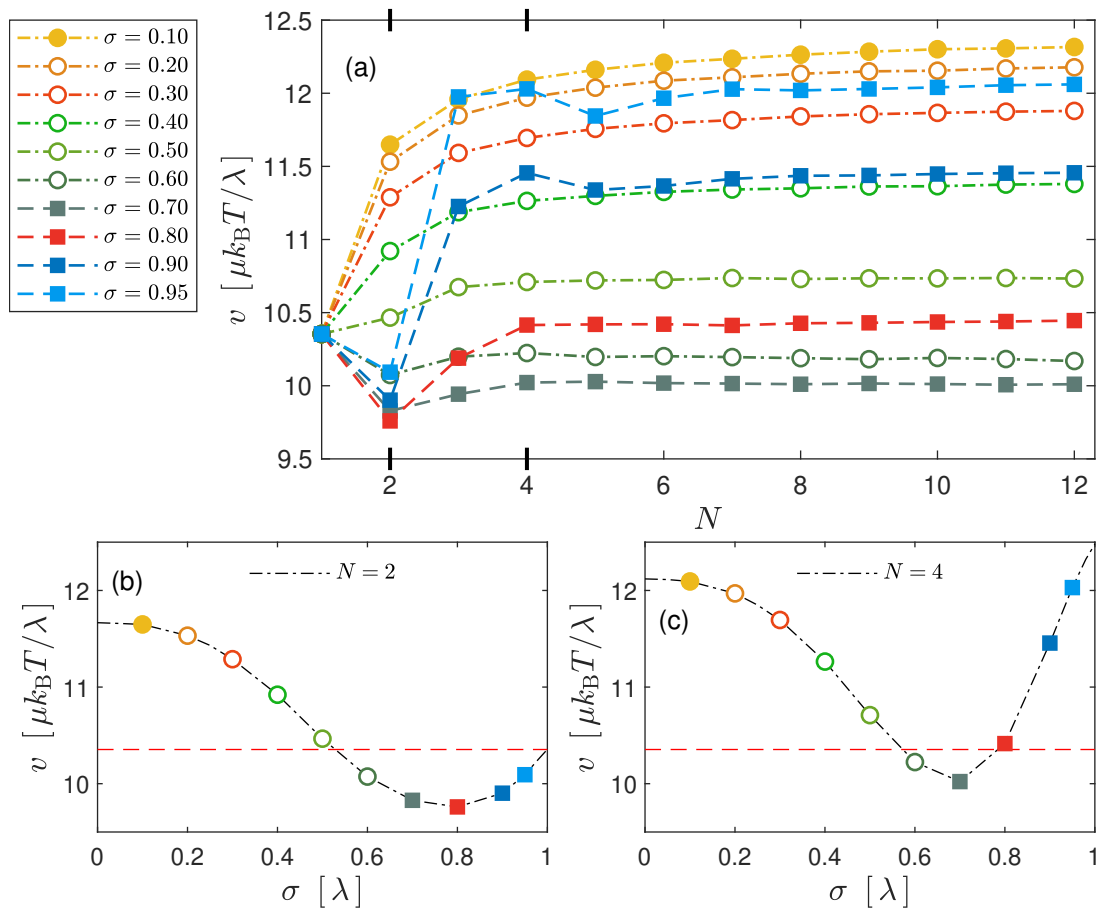 σ = 0.10
σ = 0.20
σ = 0.30
σ = 0.40
σ = 0.50
σ = 0.60
σ = 0.70
σ = 0.80
σ = 0.90
σ = 0.95
(a)
12.5
12
11.5
11
10.5
10
9.5
v [μk_BT/λ]
2 4 6 8 10 12
N
(b)
N = 2
12
11
10
v [μk_BT/λ]
0 0.2 0.4 0.6 0.8 1
σ [λ]
N = 4
(c)
12
11
10
v [μk_BT/λ]
0 0.2 0.4 0.6 0.8 1
σ [λ]